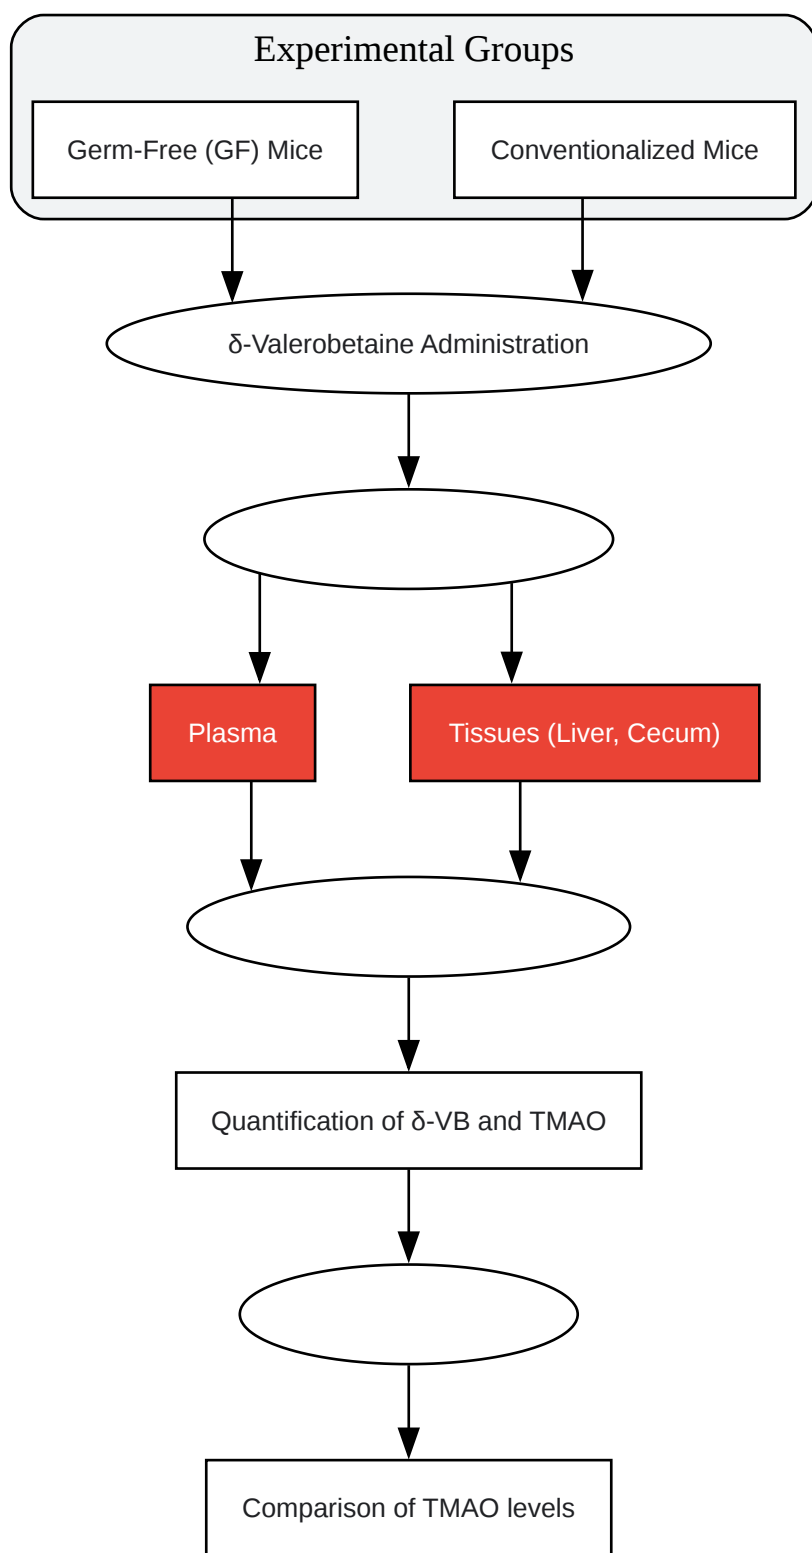 Experimental Groups
Germ-Free (GF) Mice
Conventionalized Mice
δ-Valerobetaine Administration
Plasma
Tissues (Liver, Cecum)
Quantification of δ-VB and TMAO
Comparison of TMAO levels